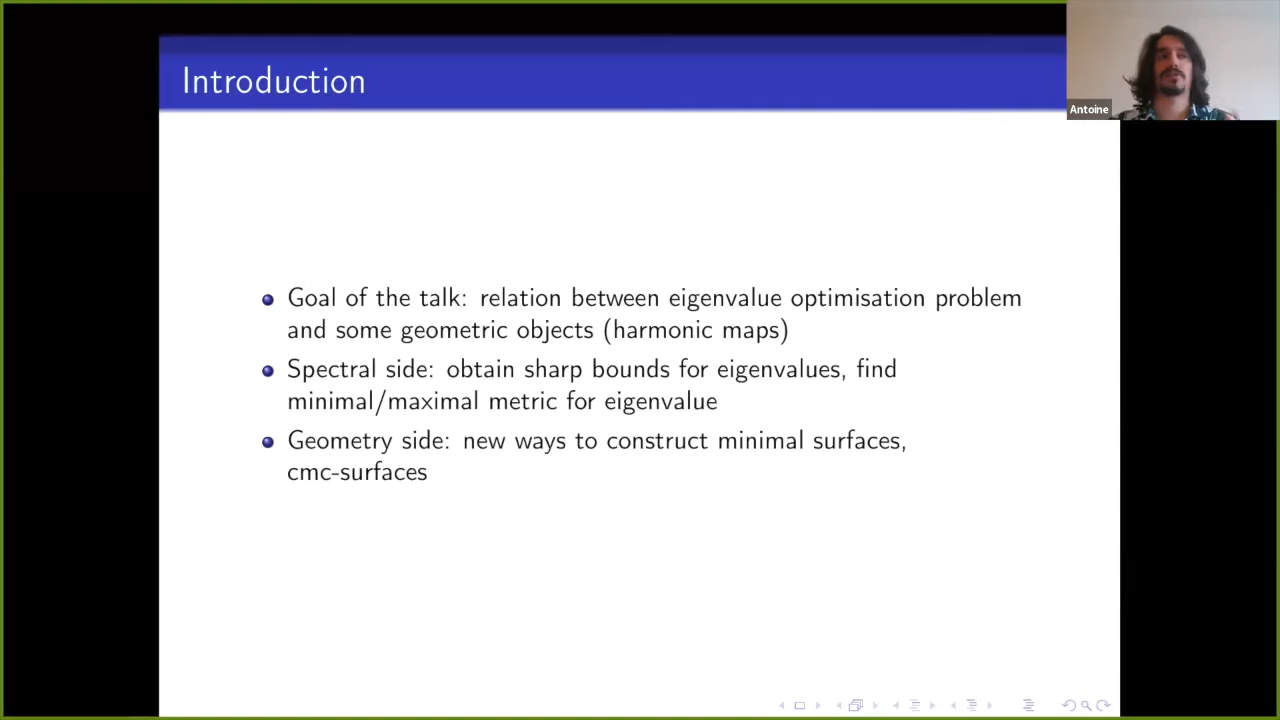 Introduction
Antoine
Goal of the talk: relation between eigenvalue optimisation problem
and some geometric objects (harmonic maps)
Spectral side: obtain sharp bounds for eigenvalues, find
minimal/maximal metric for eigenvalue
Geometry side: new ways to construct minimal surfaces,
cmc-surfaces